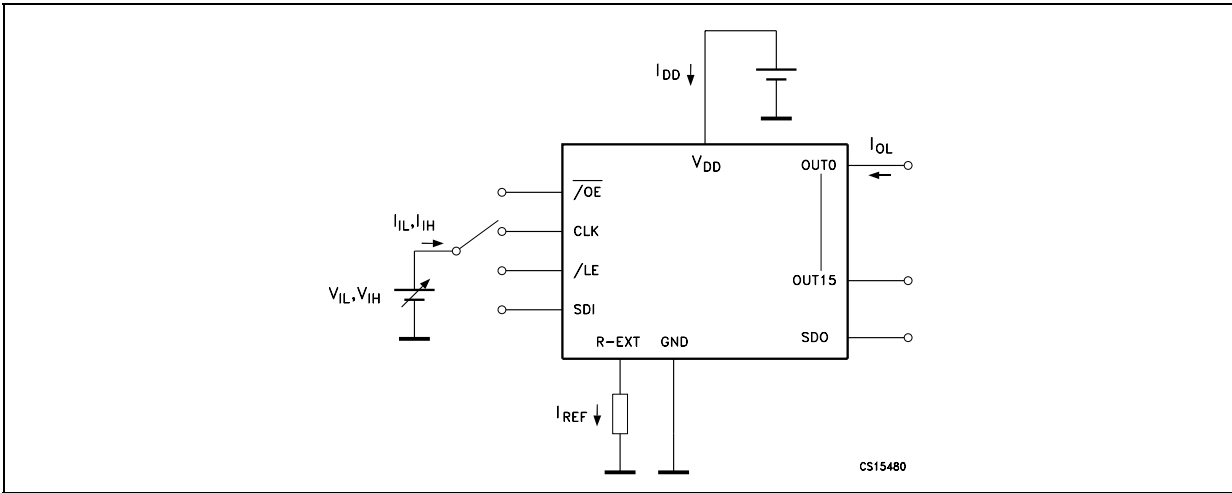 IDD
VDD
OUT0
IOL
/OE
IIL,IIH
CLK
/LE
OUT15
VIL,VIH
SDI
SDO
R-EXT GND
IREF
CS15480